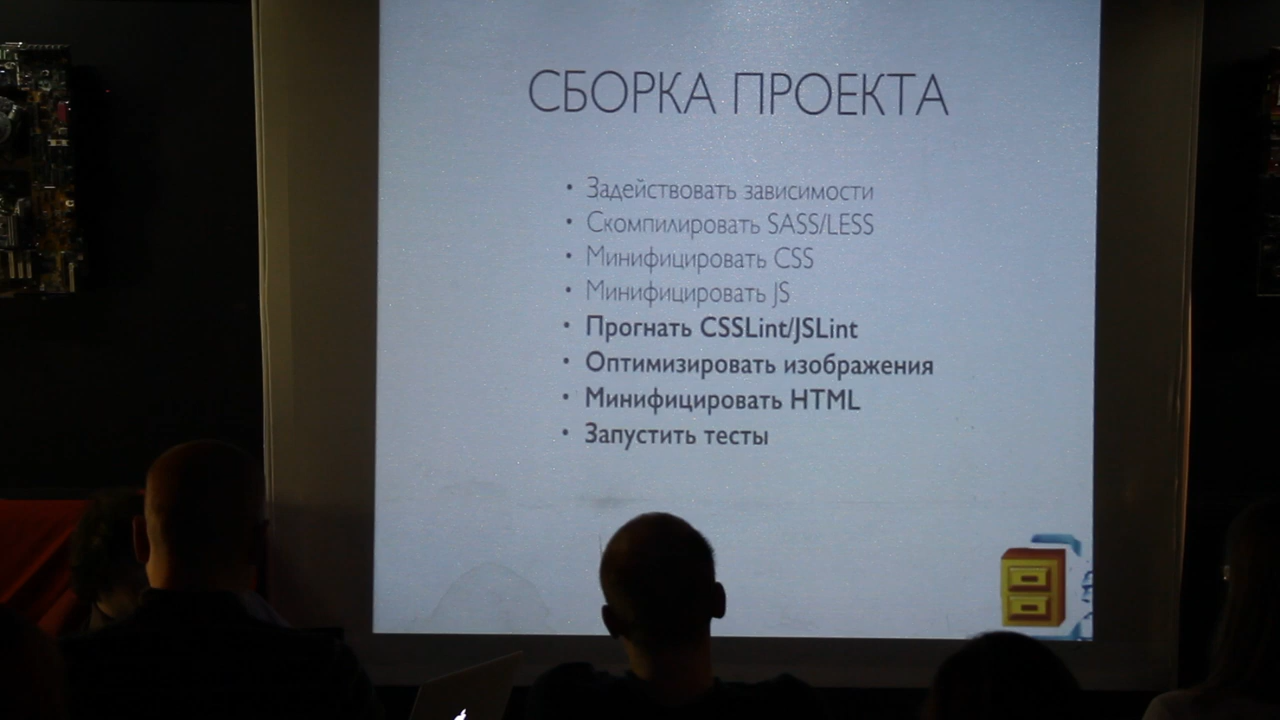 СБОРКА ПРОЕКТА
• Задействовать зависимости
• Скомпилировать SASS/LESS
• Минифицировать CSS
• Минифицировать JS
• Прогнать CSSLint/JSLint
• Оптимизировать изображения
• Минифицировать HTML
• Запустить тесты